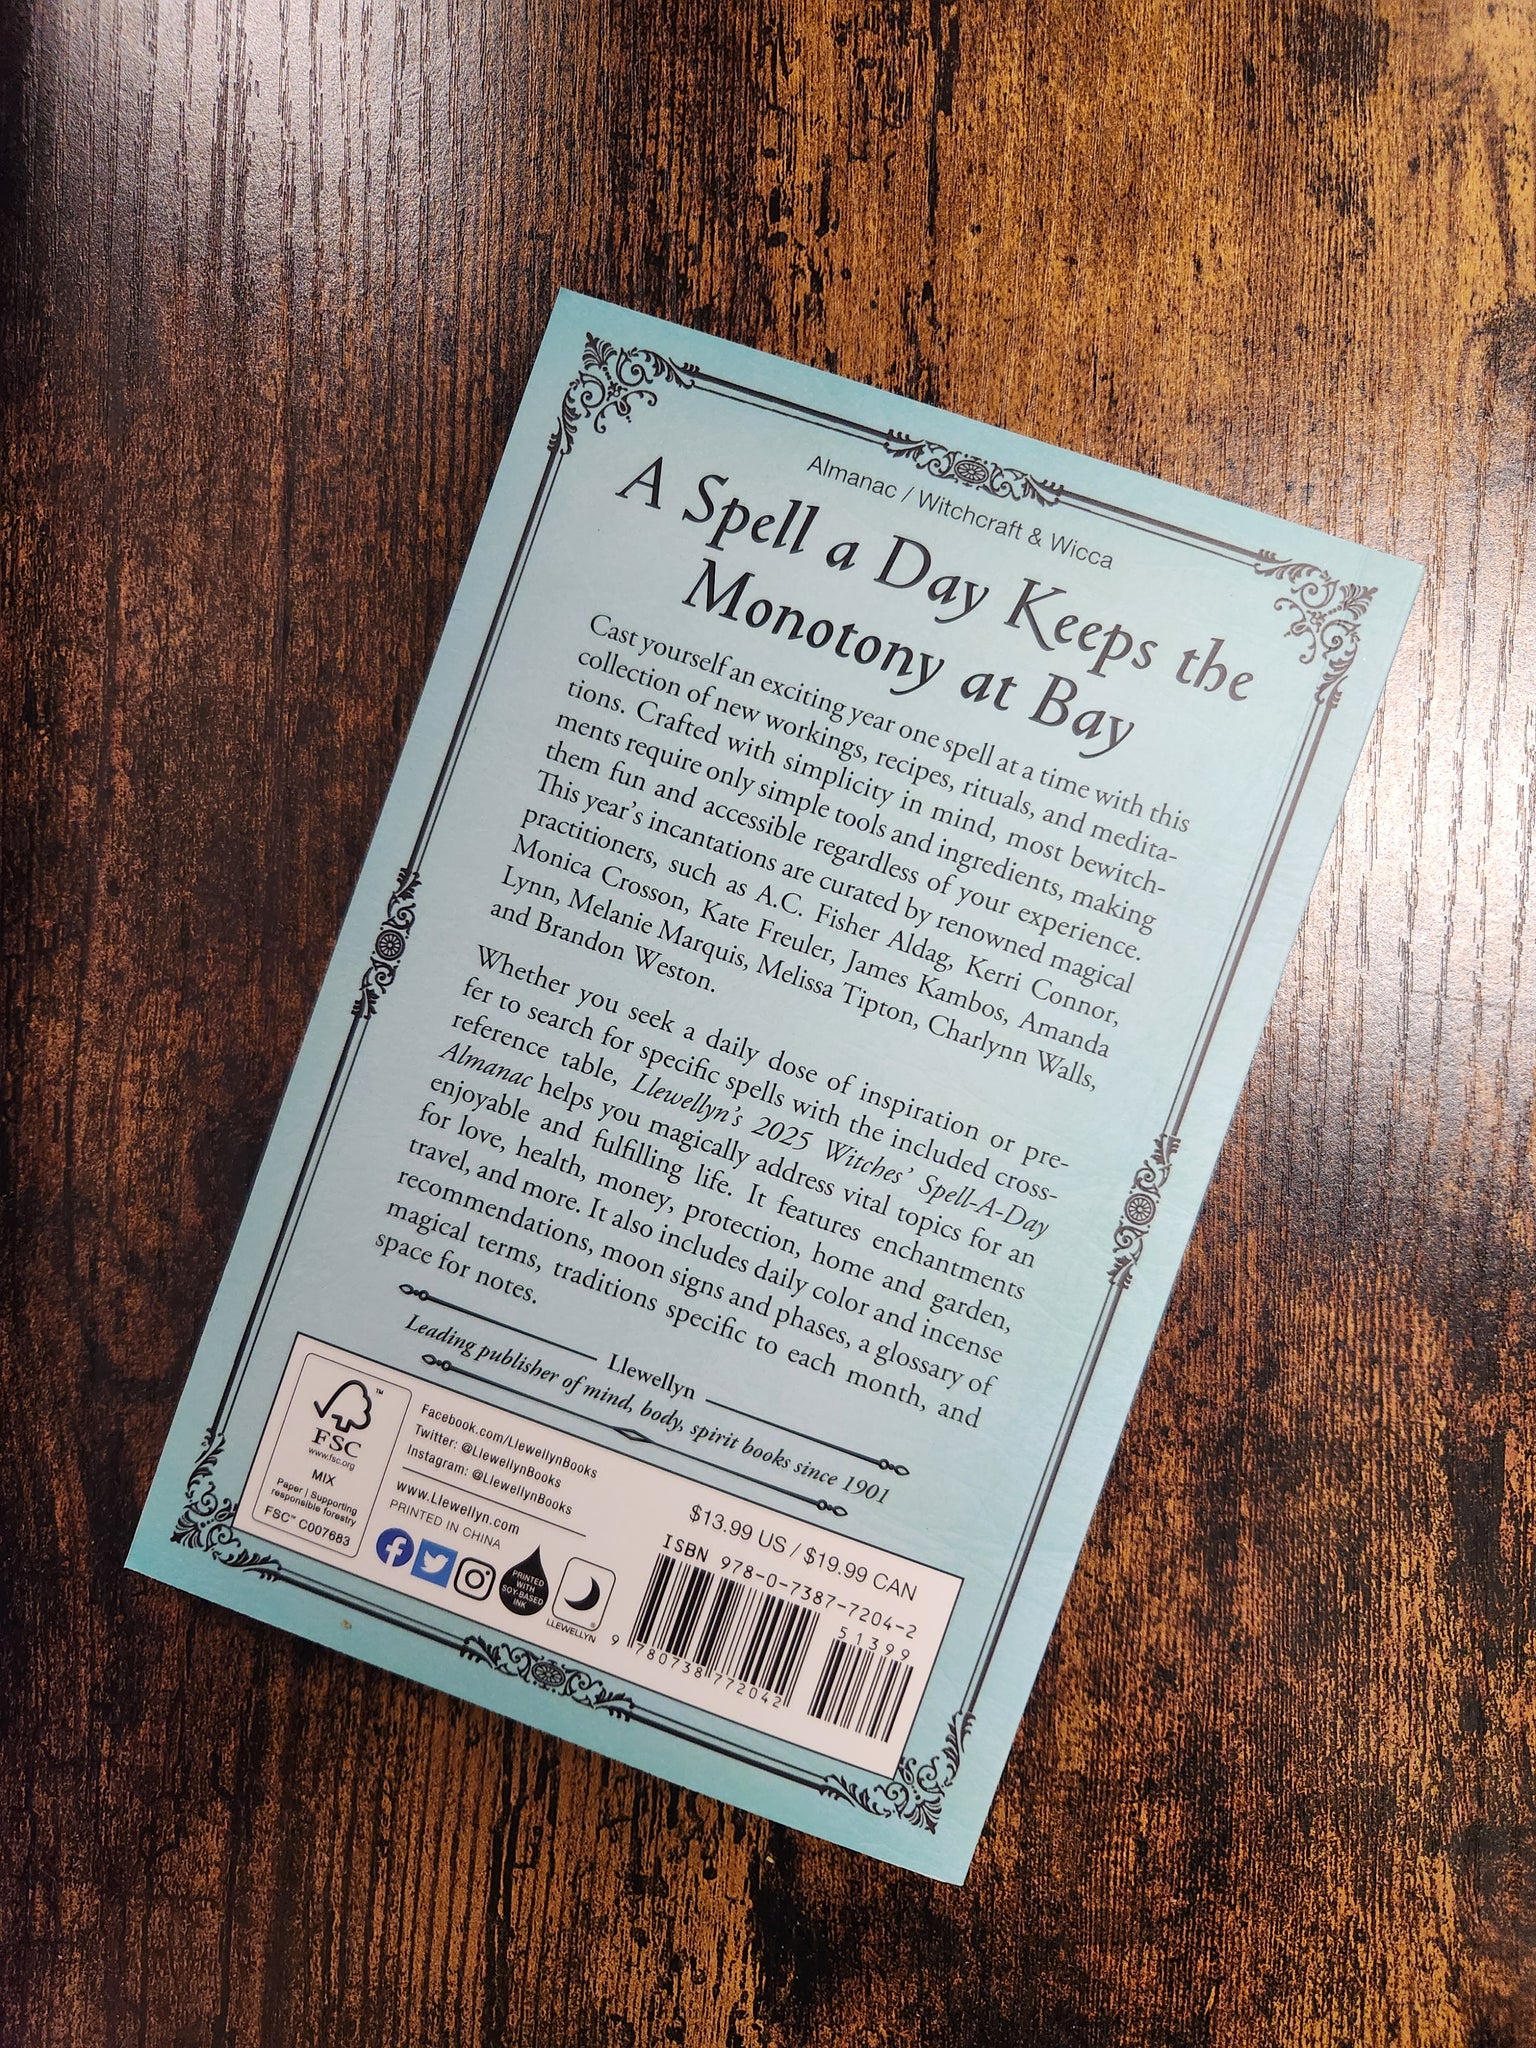 Almanac / Witchcraft & Wicca
A Spell a Day Keeps the
Monotony at Bay
Cast yourself an exciting year one spell at a time with this
collection of new workings, recipes, rituals, and medita-
tions. Crafted with simplicity in mind, most bewitch-
ments require only simple tools and ingredients, making
them fun and accessible regardless of your experience.
This year's incantations are curated by renowned magical
practitioners, such as A.C. Fisher Aldag, Kerri Connor,
Monica Crosson, Kate Freuler, James Kambos, Amanda
Lynn, Melanie Marquis, Melissa Tipton, Charlynn Walls,
and Brandon Weston.
Whether you seek a daily dose of inspiration or pre-
fer to search for specific spells with the included cross-
reference table, Llewellyn's 2025 Witches' Spell-A-Day
Almanac helps you magically address vital topics for an
enjoyable and fulfilling life. It features enchantments
for love, health, money, protection, home and garden,
travel, and more. It also includes daily color and incense
recommendations, moon signs and phases, a glossary of
magical terms, traditions specific to each month, and
space for notes.
Llewellyn
Leading publisher of mind, body, spirit books since 1901
FSC
www.fsc.org
MIX
Paper | Supporting
responsible forestry
FSC™ C007683
Facebook.com/LlewellynBooks
Twitter: @LlewellynBooks
Instagram: @LlewellynBooks
www.Llewellyn.com
PRINTED IN CHINA
PRINTED
WITH
SOY-BASED
INK
LLEWELLYN
$13.99 US / $19.99 CAN
ISBN 978-0-7387-7204-2
51399
9 780738 772042